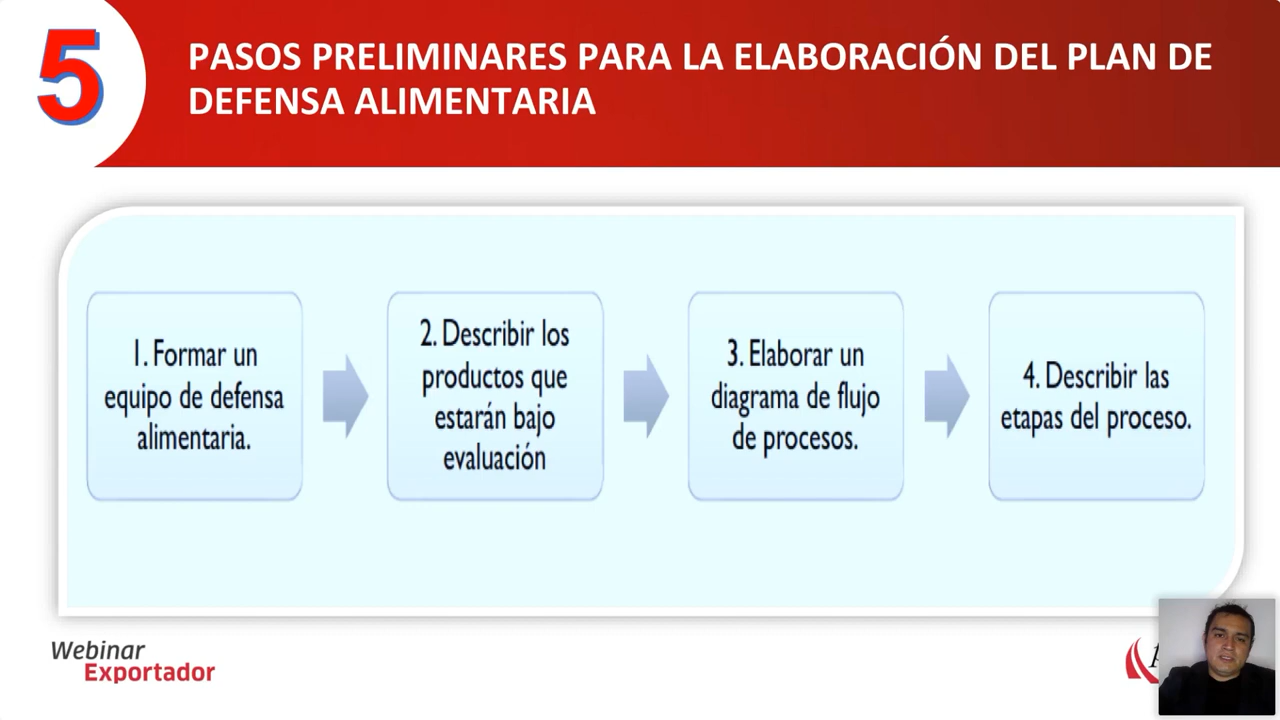 5
PASOS PRELIMINARES PARA LA ELABORACIÓN DEL PLAN DE
DEFENSA ALIMENTARIA
1. Formar un
equipo de defensa
alimentaria.
2. Describir los
productos que
estarán bajo
evaluación
3. Elaborar un
diagrama de flujo
de procesos.
4. Describir las
etapas del proceso.
Webinar
Exportador